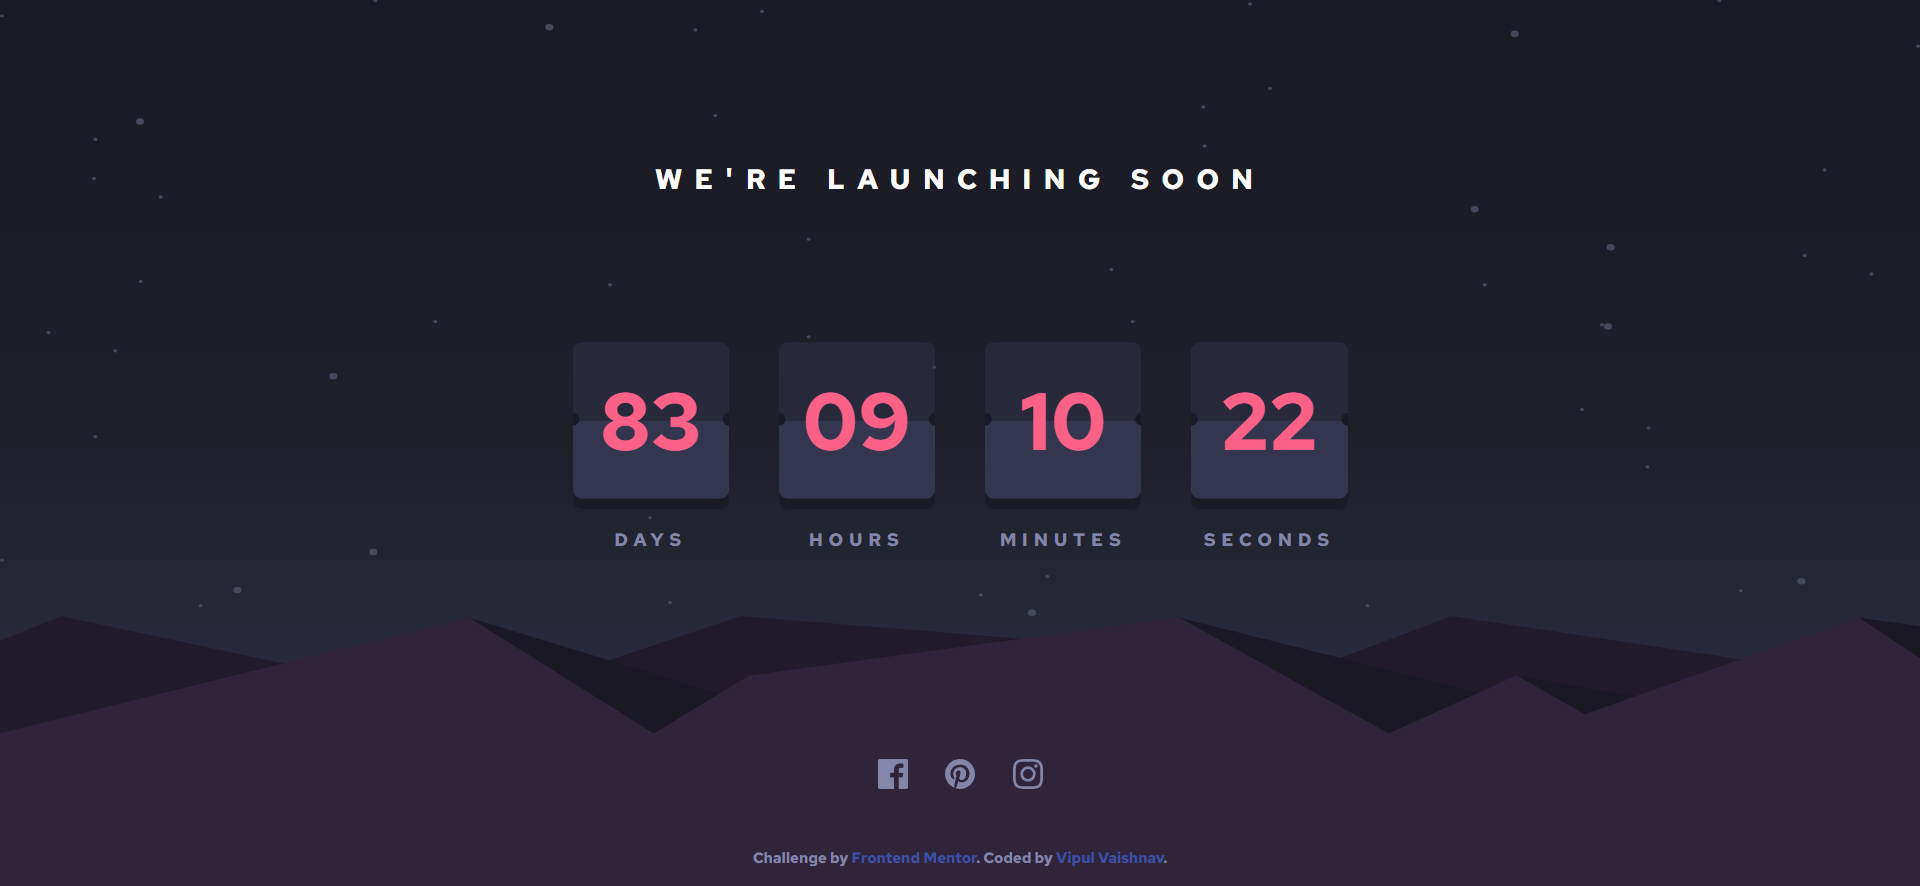 WE'RE LAUNCHING SOON
83 09 10 22
DAYS HOURS MINUTES SECONDS
Challenge by Frontend Mentor. Coded by Vipul Vaishnav.